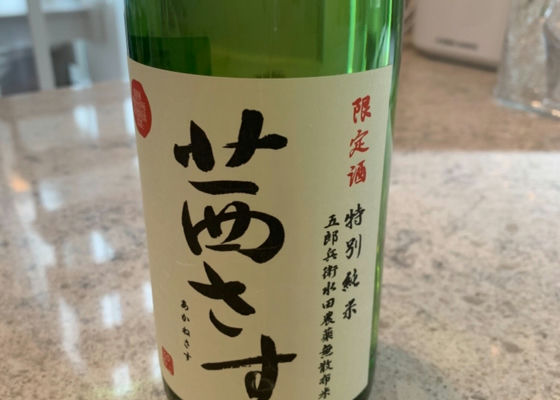 限定酒
特別純米
五郎兵衛水田農薬無散布米
茜さす
あかねさす